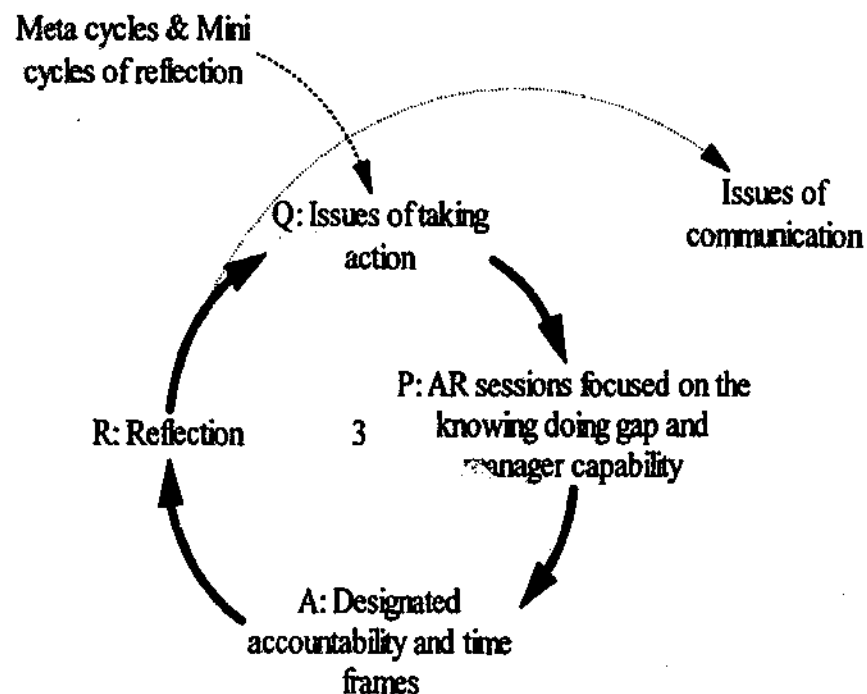 Meta cycles & Mini
cycles of reflection
Issues of
communication
Q: Issues of taking
action
P: AR sessions focused on the
knowing doing gap and
manager capability
R: Reflection
3
A: Designated
accountability and time
frames